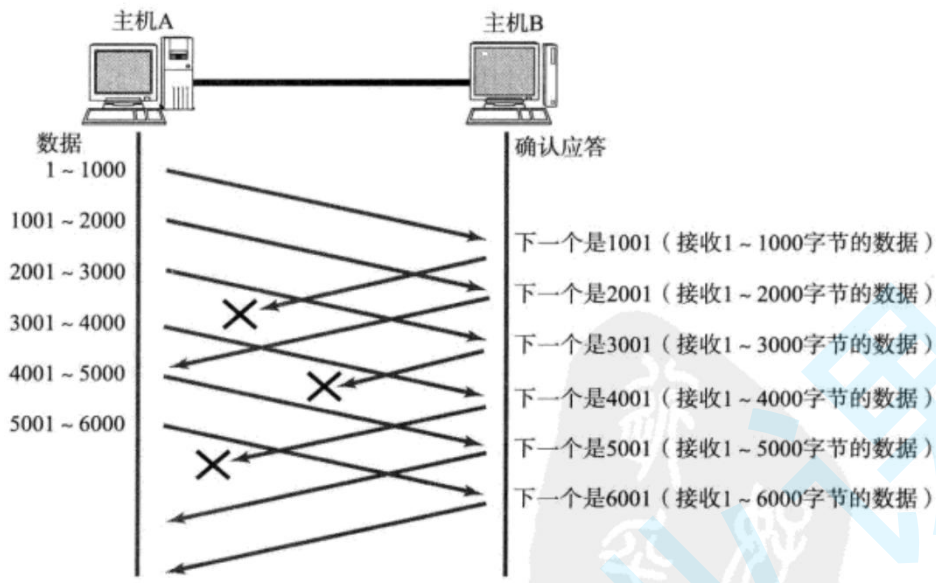 主机A
主机B
数据
确认应答
1~1000
1001~2000
下一个是1001（接收1~1000字节的数据）
2001~3000
下一个是2001（接收1~2000字节的数据）
3001~4000
下一个是3001（接收1~3000字节的数据）
4001~5000
下一个是4001（接收1~4000字节的数据）
5001~6000
下一个是5001（接收1~5000字节的数据）
下一个是6001（接收1~6000字节的数据）